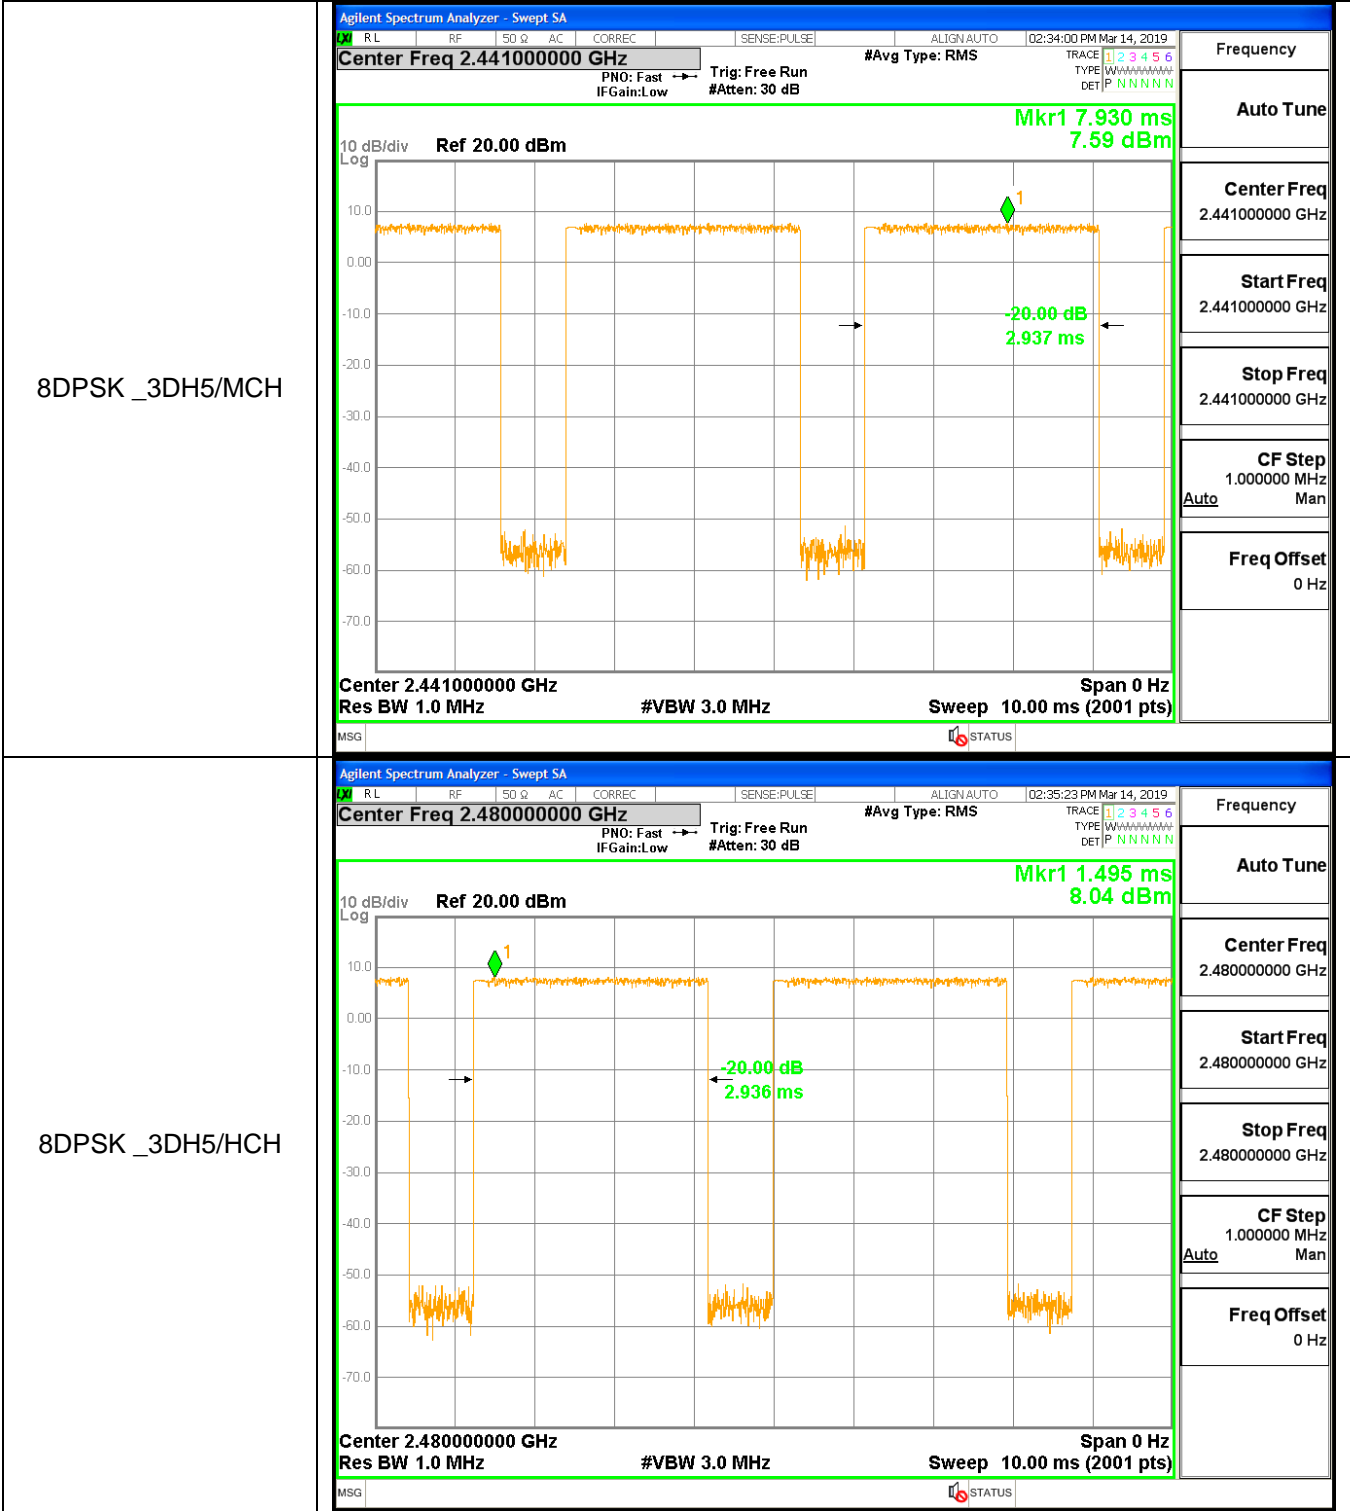 8DPSK _3DH5/MCH
Agilent Spectrum Analyzer - Swept SA
LXI RL RF 50 Ω AC CORREC SENSE:PULSE ALIGN AUTO 02:34:00 PM Mar 14, 2019
Center Freq 2.441000000 GHz
PNO: Fast
IFGain:Low
Trig: Free Run
#Atten: 30 dB
#Avg Type: RMS
TRACE 1 2 3 4 5 6
TYPE
DET P N N N N N
Mkr1 7.930 ms
7.59 dBm
10 dB/div Ref 20.00 dBm
Log
10.0
0.00
-10.0
-20.0
-30.0
-40.0
-50.0
-60.0
-70.0
1
-20.00 dB
2.937 ms
Center 2.441000000 GHz Span 0 Hz
Res BW 1.0 MHz #VBW 3.0 MHz Sweep 10.00 ms (2001 pts)
MSG STATUS
Frequency
Auto Tune
Center Freq
2.441000000 GHz
Start Freq
2.441000000 GHz
Stop Freq
2.441000000 GHz
CF Step
1.000000 MHz
Auto Man
Freq Offset
0 Hz
8DPSK _3DH5/HCH
Agilent Spectrum Analyzer - Swept SA
LXI RL RF 50 Ω AC CORREC SENSE:PULSE ALIGN AUTO 02:35:23 PM Mar 14, 2019
Center Freq 2.480000000 GHz
PNO: Fast
IFGain:Low
Trig: Free Run
#Atten: 30 dB
#Avg Type: RMS
TRACE 1 2 3 4 5 6
TYPE
DET P N N N N N
Mkr1 1.495 ms
8.04 dBm
10 dB/div Ref 20.00 dBm
Log
10.0
0.00
-10.0
-20.0
-30.0
-40.0
-50.0
-60.0
-70.0
1
-20.00 dB
2.936 ms
Center 2.480000000 GHz Span 0 Hz
Res BW 1.0 MHz #VBW 3.0 MHz Sweep 10.00 ms (2001 pts)
MSG STATUS
Frequency
Auto Tune
Center Freq
2.480000000 GHz
Start Freq
2.480000000 GHz
Stop Freq
2.480000000 GHz
CF Step
1.000000 MHz
Auto Man
Freq Offset
0 Hz